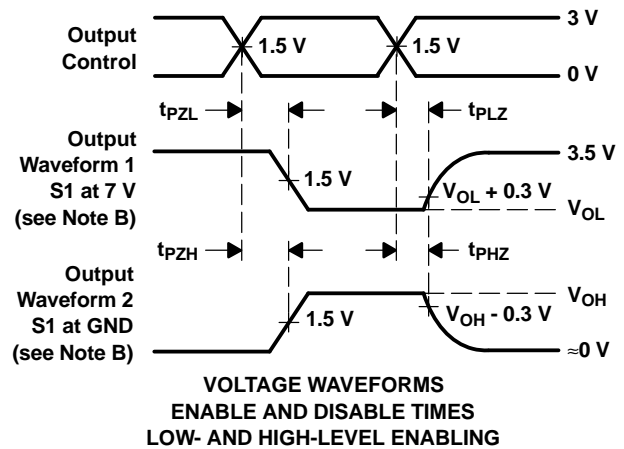 Output
Control
1.5 V
1.5 V
3 V
0 V
tPZL
tPLZ
Output
Waveform 1
S1 at 7 V
(see Note B)
1.5 V
VOL + 0.3 V
3.5 V
VOL
tPZH
tPHZ
Output
Waveform 2
S1 at GND
(see Note B)
1.5 V
VOH - 0.3 V
VOH
≈0 V
VOLTAGE WAVEFORMS
ENABLE AND DISABLE TIMES
LOW- AND HIGH-LEVEL ENABLING